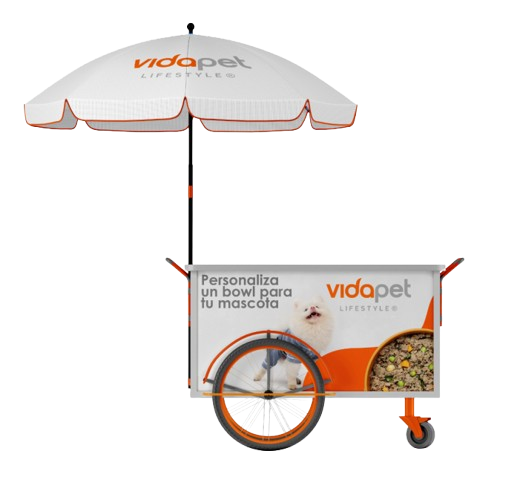 vidapet
LIFESTYLE®
Personaliza
un bowl para
tu mascota
vidapet
LIFESTYLE®